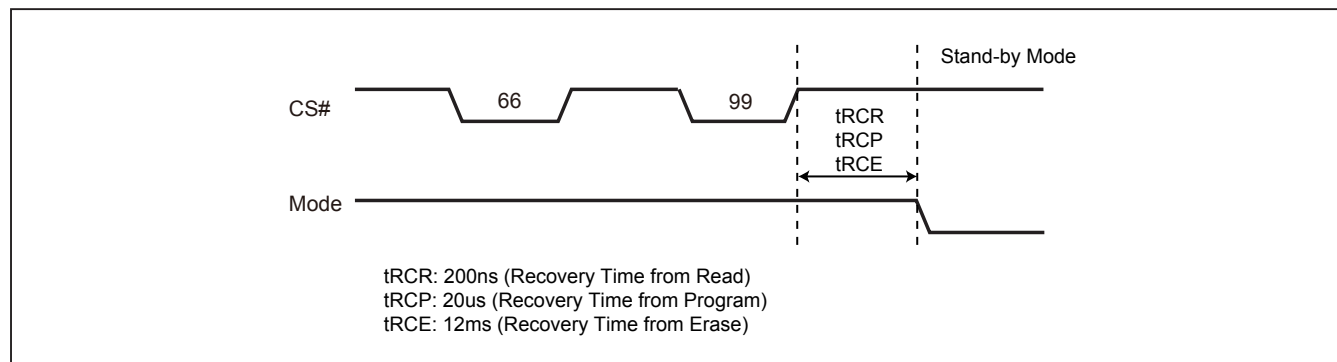 Stand-by Mode
CS#
66
99
tRCR
tRCP
tRCE
Mode
tRCR: 200ns (Recovery Time from Read)
tRCP: 20us (Recovery Time from Program)
tRCE: 12ms (Recovery Time from Erase)